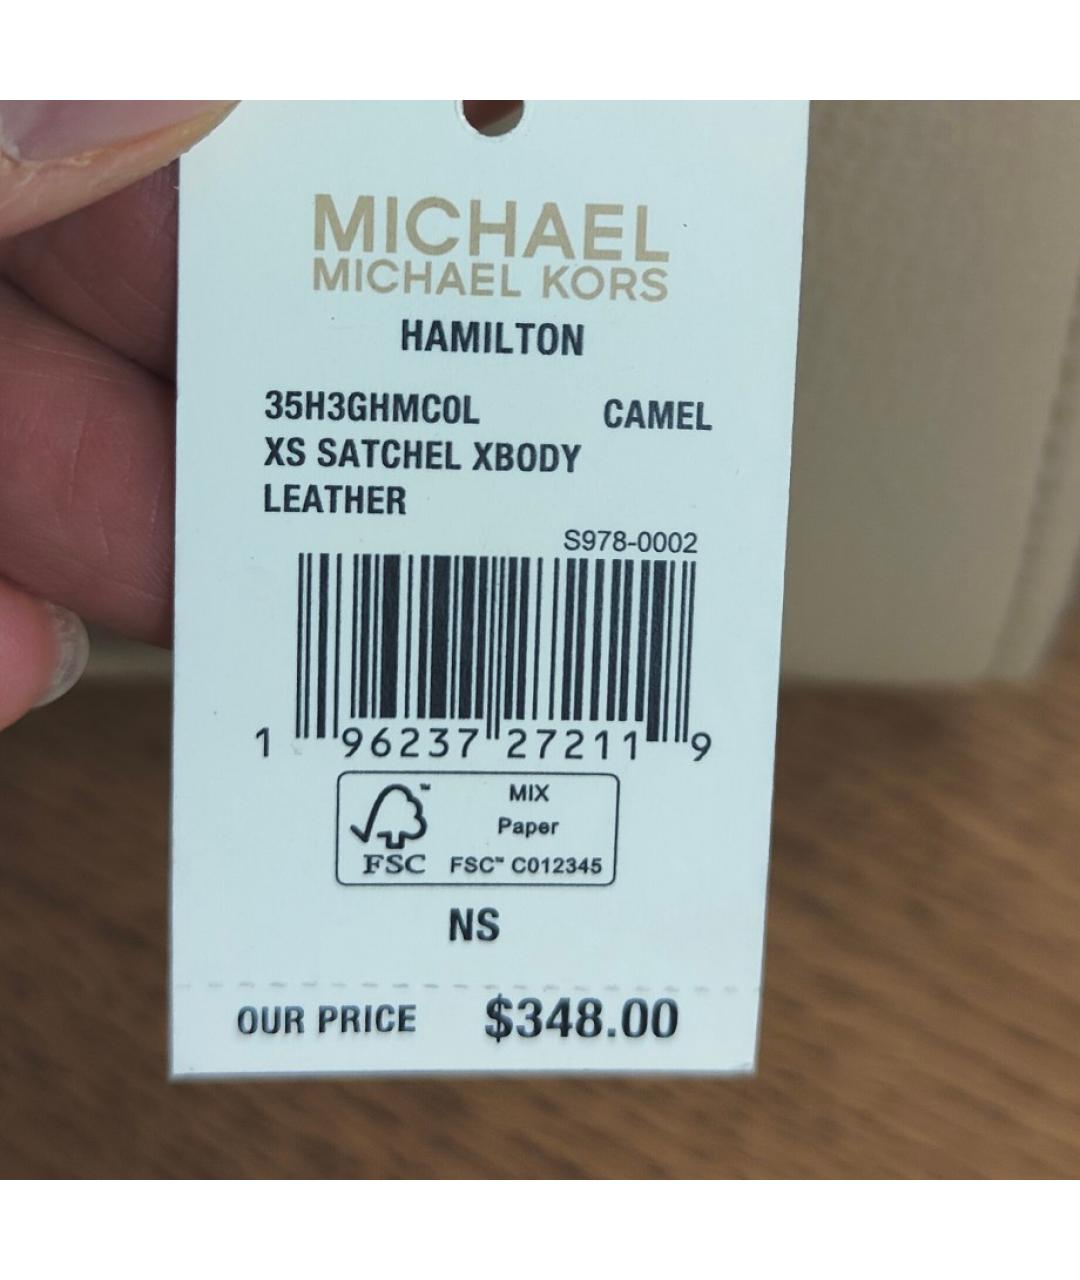 MICHAEL
MICHAEL KORS
HAMILTON
35H3GHMC0L CAMEL
XS SATCHEL XBODY
LEATHER
S978-0002
1 96237 27211 9
FSC™
MIX
Paper
FSC™ C012345
NS
OUR PRICE $348.00